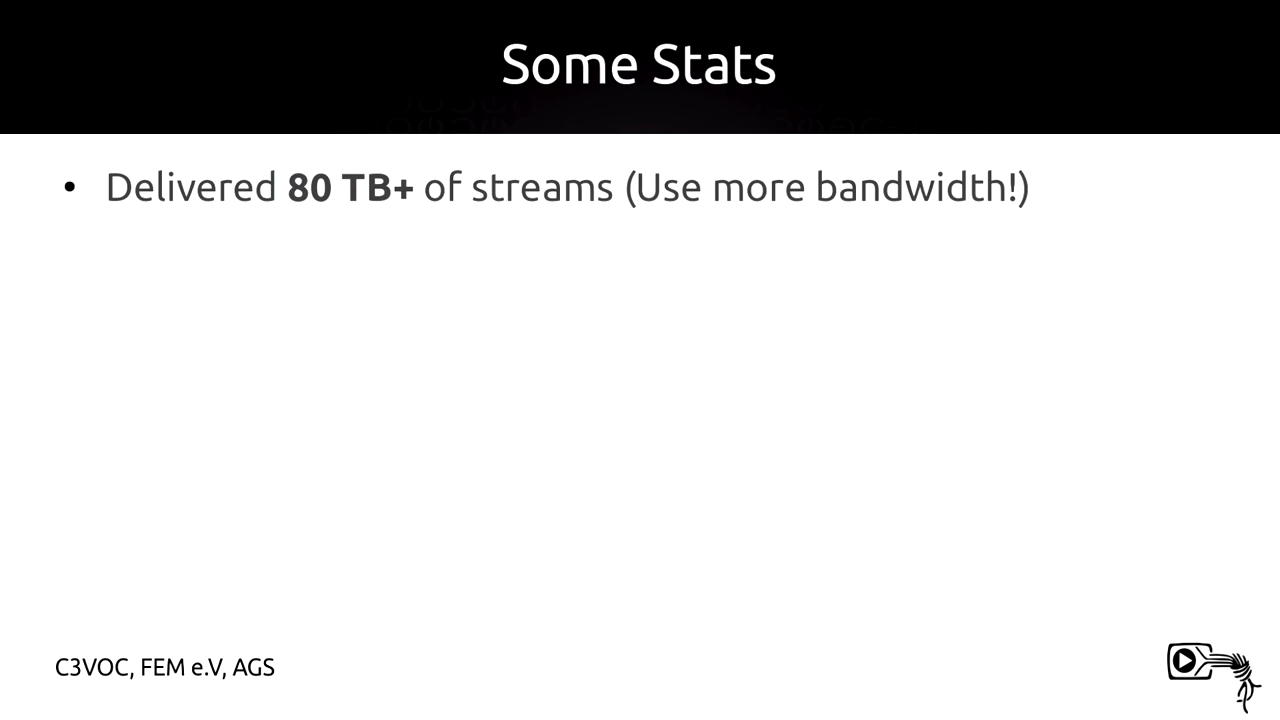 Some Stats
• Delivered 80 TB+ of streams (Use more bandwidth!)
C3VOC, FEM e.V, AGS